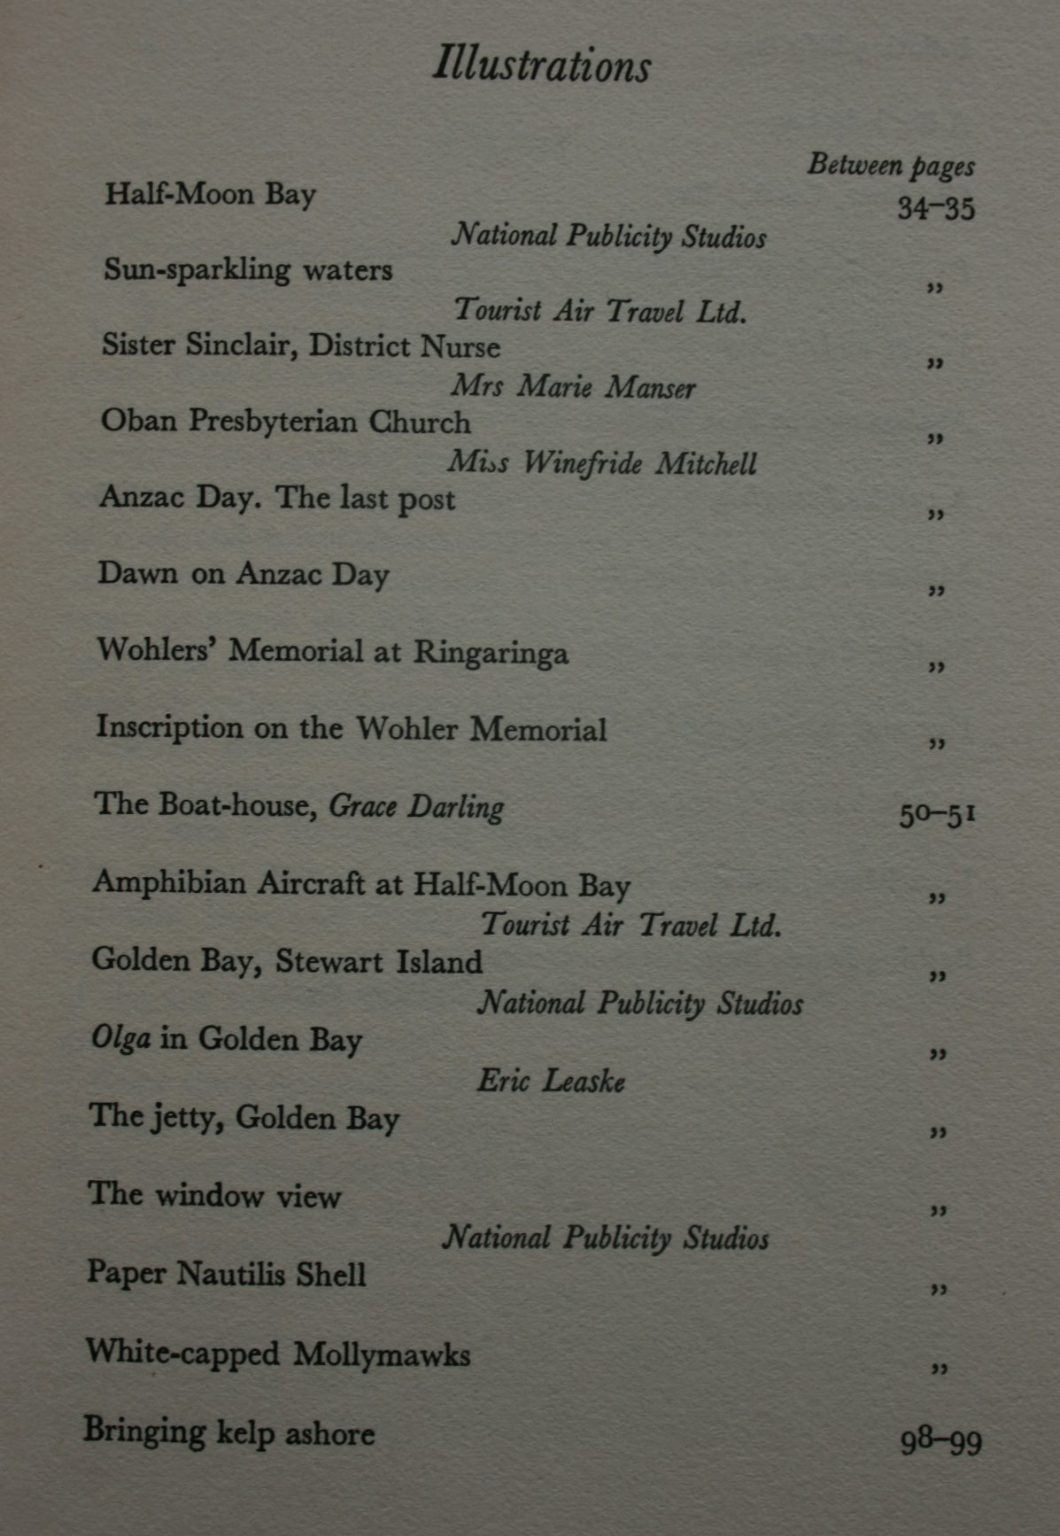 Illustrations
Between pages
Half-Moon Bay 34–35
National Publicity Studios
Sun-sparkling waters ”
Tourist Air Travel Ltd.
Sister Sinclair, District Nurse ”
Mrs Marie Manser
Oban Presbyterian Church ”
Miss Winefride Mitchell
Anzac Day. The last post ”
Dawn on Anzac Day ”
Wohlers’ Memorial at Ringaringa ”
Inscription on the Wohler Memorial ”
The Boat-house, Grace Darling 50–51
Amphibian Aircraft at Half-Moon Bay ”
Tourist Air Travel Ltd.
Golden Bay, Stewart Island ”
National Publicity Studios
Olga in Golden Bay ”
Eric Leaske
The jetty, Golden Bay ”
The window view ”
National Publicity Studios
Paper Nautilis Shell ”
White-capped Mollymawks ”
Bringing kelp ashore 98–99